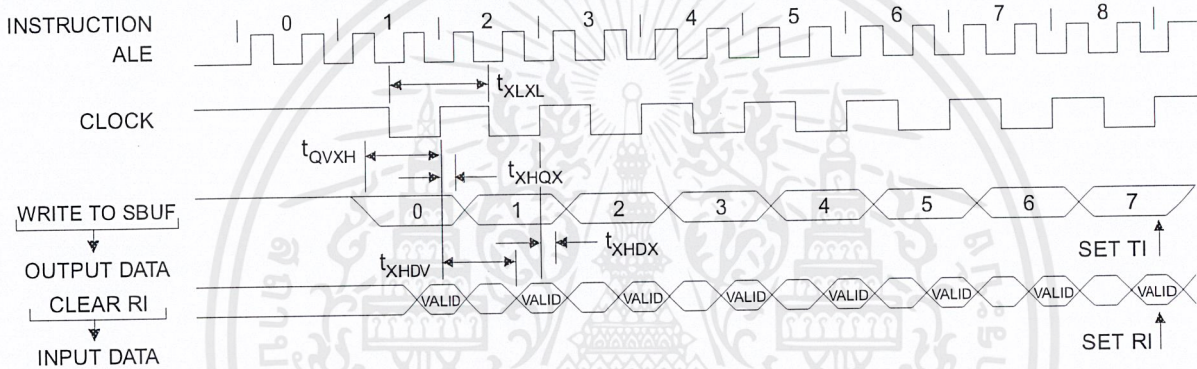 INSTRUCTION 0 1 2 3 4 5 6 7 8
ALE
tXLXL
CLOCK
tQVXH
tXHQX
WRITE TO SBUF 0 1 2 3 4 5 6 7
tXHDX
SET TI
tXHDV
OUTPUT DATA
CLEAR RI VALID VALID VALID VALID VALID VALID VALID VALID
SET RI
INPUT DATA